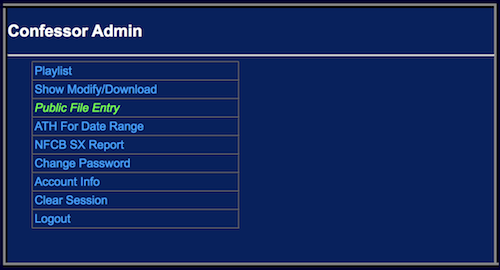 Confessor Admin
Playlist
Show Modify/Download
Public File Entry
ATH For Date Range
NFCB SX Report
Change Password
Account Info
Clear Session
Logout